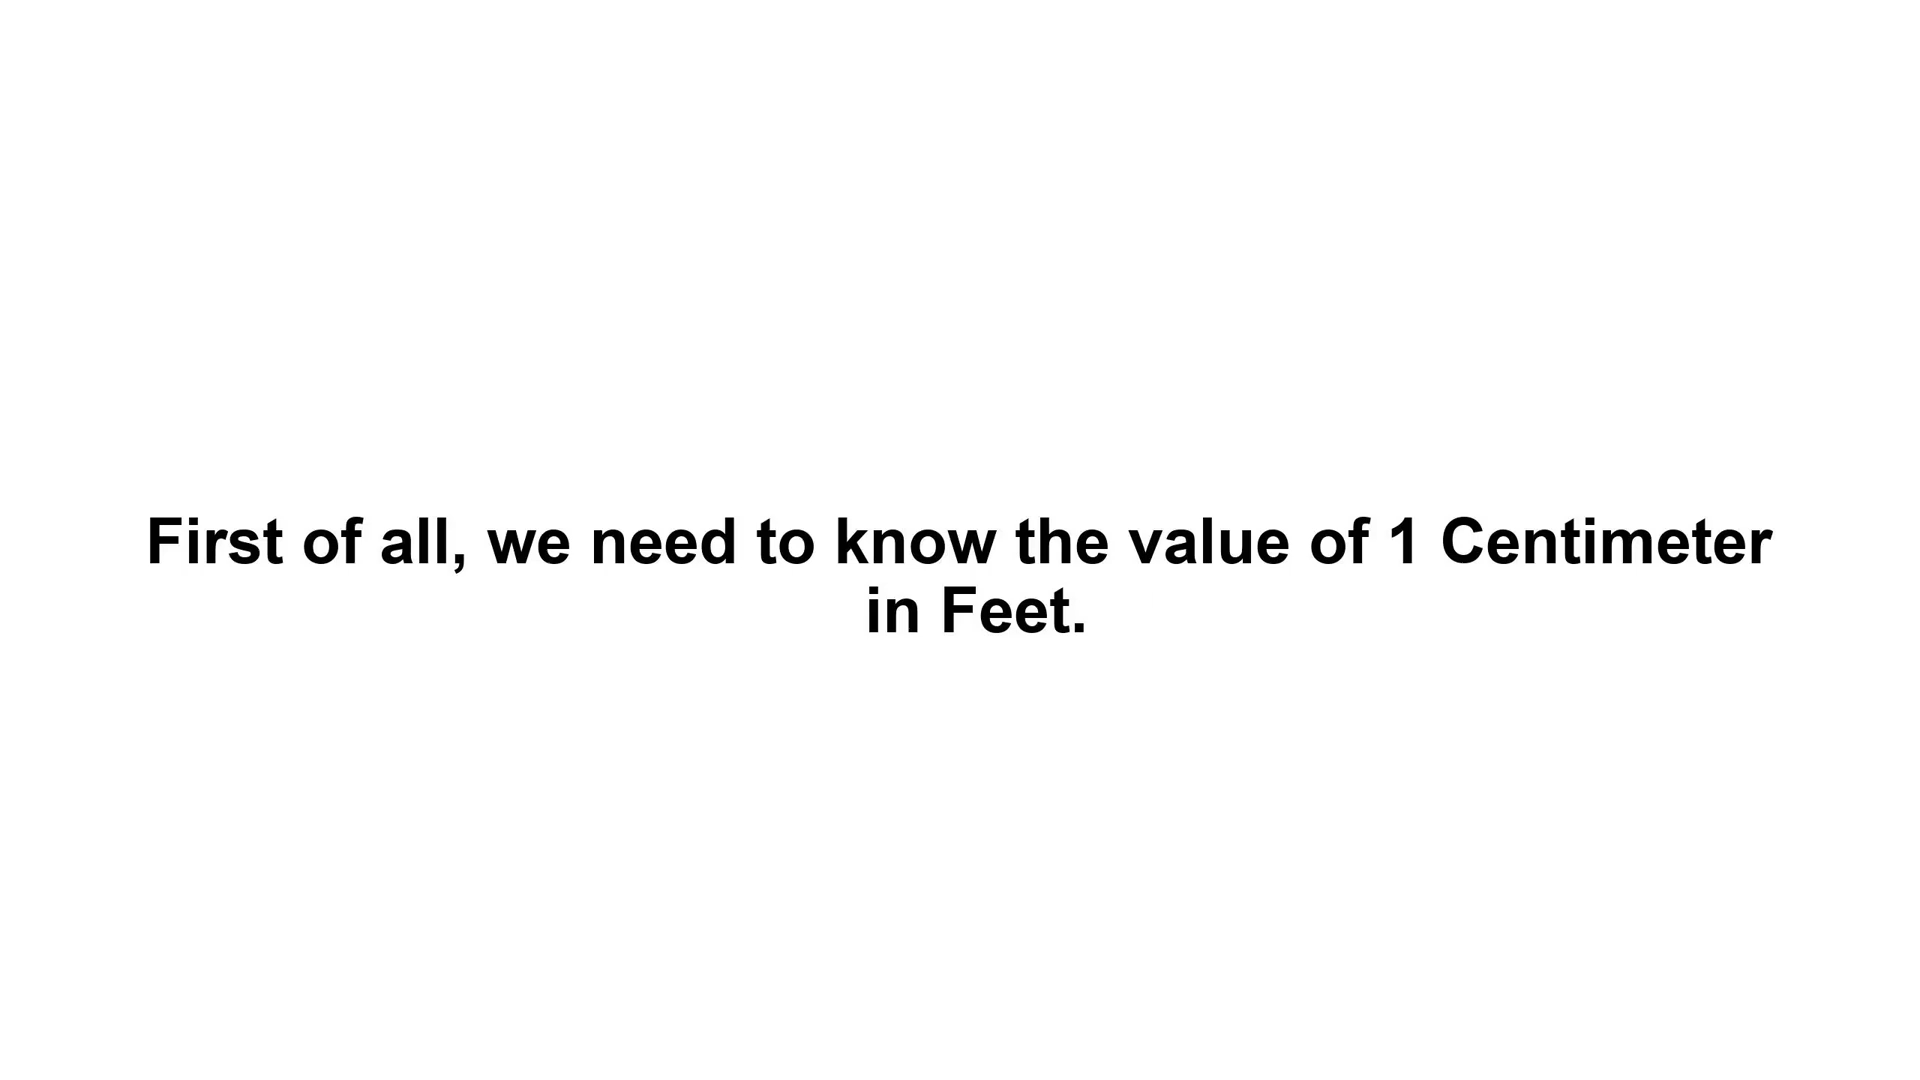 First of all, we need to know the value of 1 Centimeter
in Feet.